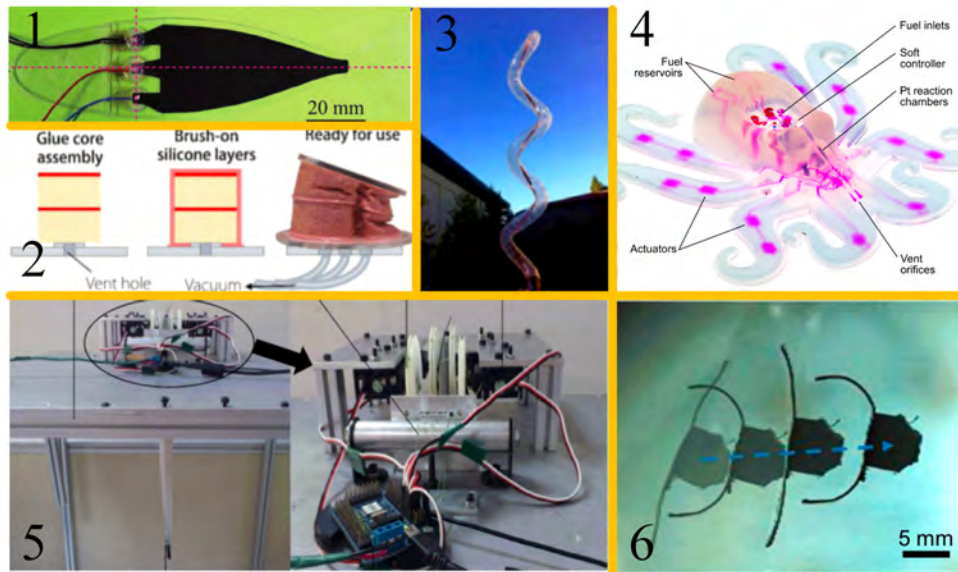 1
20 mm
2
Glue core
assembly
Brush-on
silicone layers
Ready for use
Vent hole
Vacuum
3
4
Fuel inlets
Fuel
reservoirs
Soft
controller
Pt reaction
chambers
Actuators
Vent
orifices
5
6
5 mm